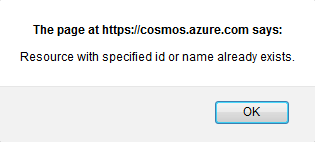 The page at https://cosmos.azure.com says:
Resource with specified id or name already exists.
OK